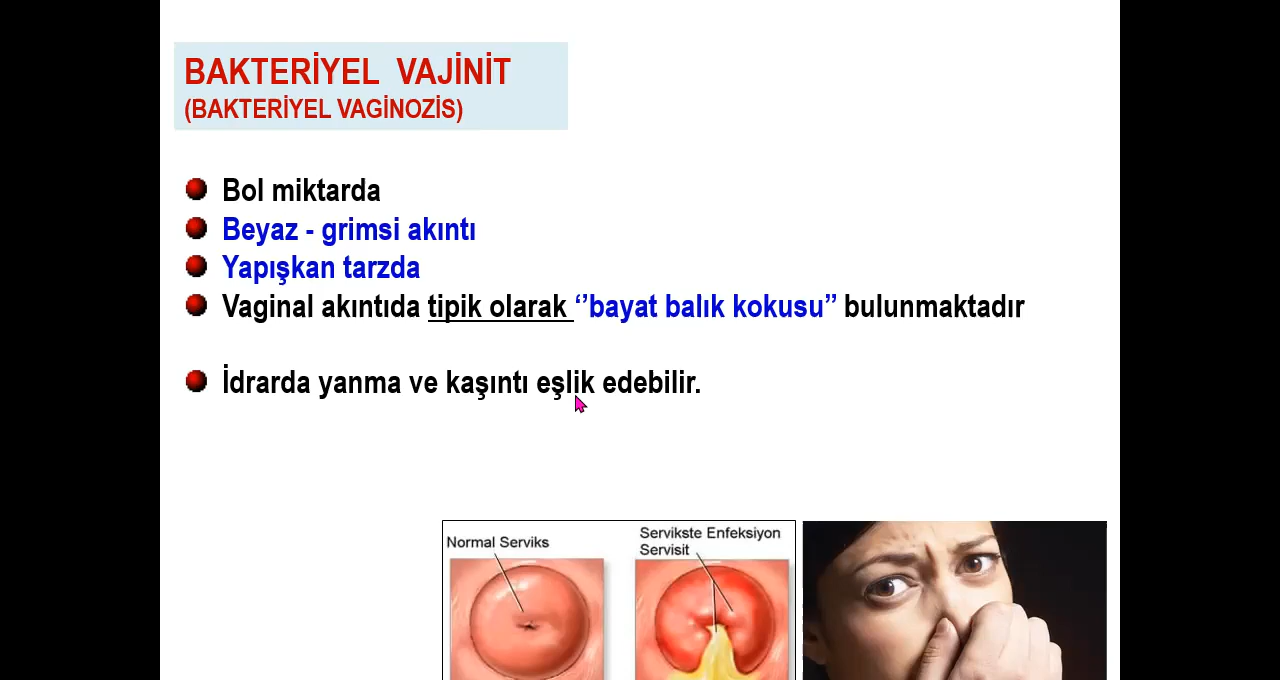 BAKTERİYEL VAJİNİT
(BAKTERİYEL VAGİNOZİS)
Bol miktarda
Beyaz - grimsi akıntı
Yapışkan tarzda
Vaginal akıntıda tipik olarak ‘’bayat balık kokusu’’ bulunmaktadır
İdrarda yanma ve kaşıntı eşlik edebilir.
Normal Serviks
Servikste Enfeksiyon
Servisit